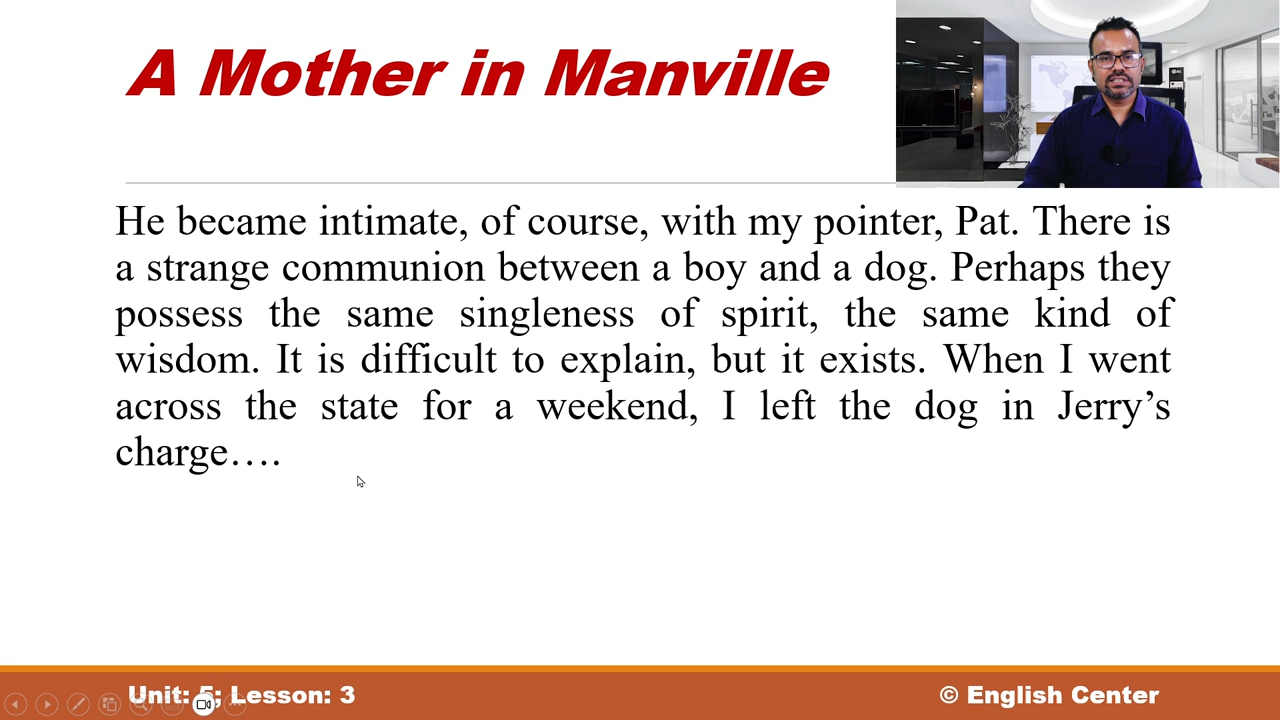 A Mother in Manville
He became intimate, of course, with my pointer, Pat. There is
a strange communion between a boy and a dog. Perhaps they
possess the same singleness of spirit, the same kind of
wisdom. It is difficult to explain, but it exists. When I went
across the state for a weekend, I left the dog in Jerry’s
charge….
Unit: 5; Lesson: 3
© English Center